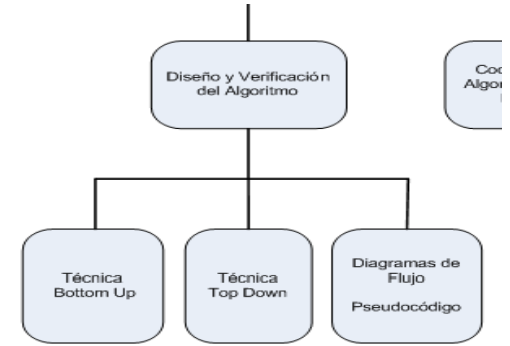 Diseño y Verificación
del Algoritmo
Técnica
Bottom Up
Técnica
Top Down
Diagramas de
Flujo
Pseudocódigo